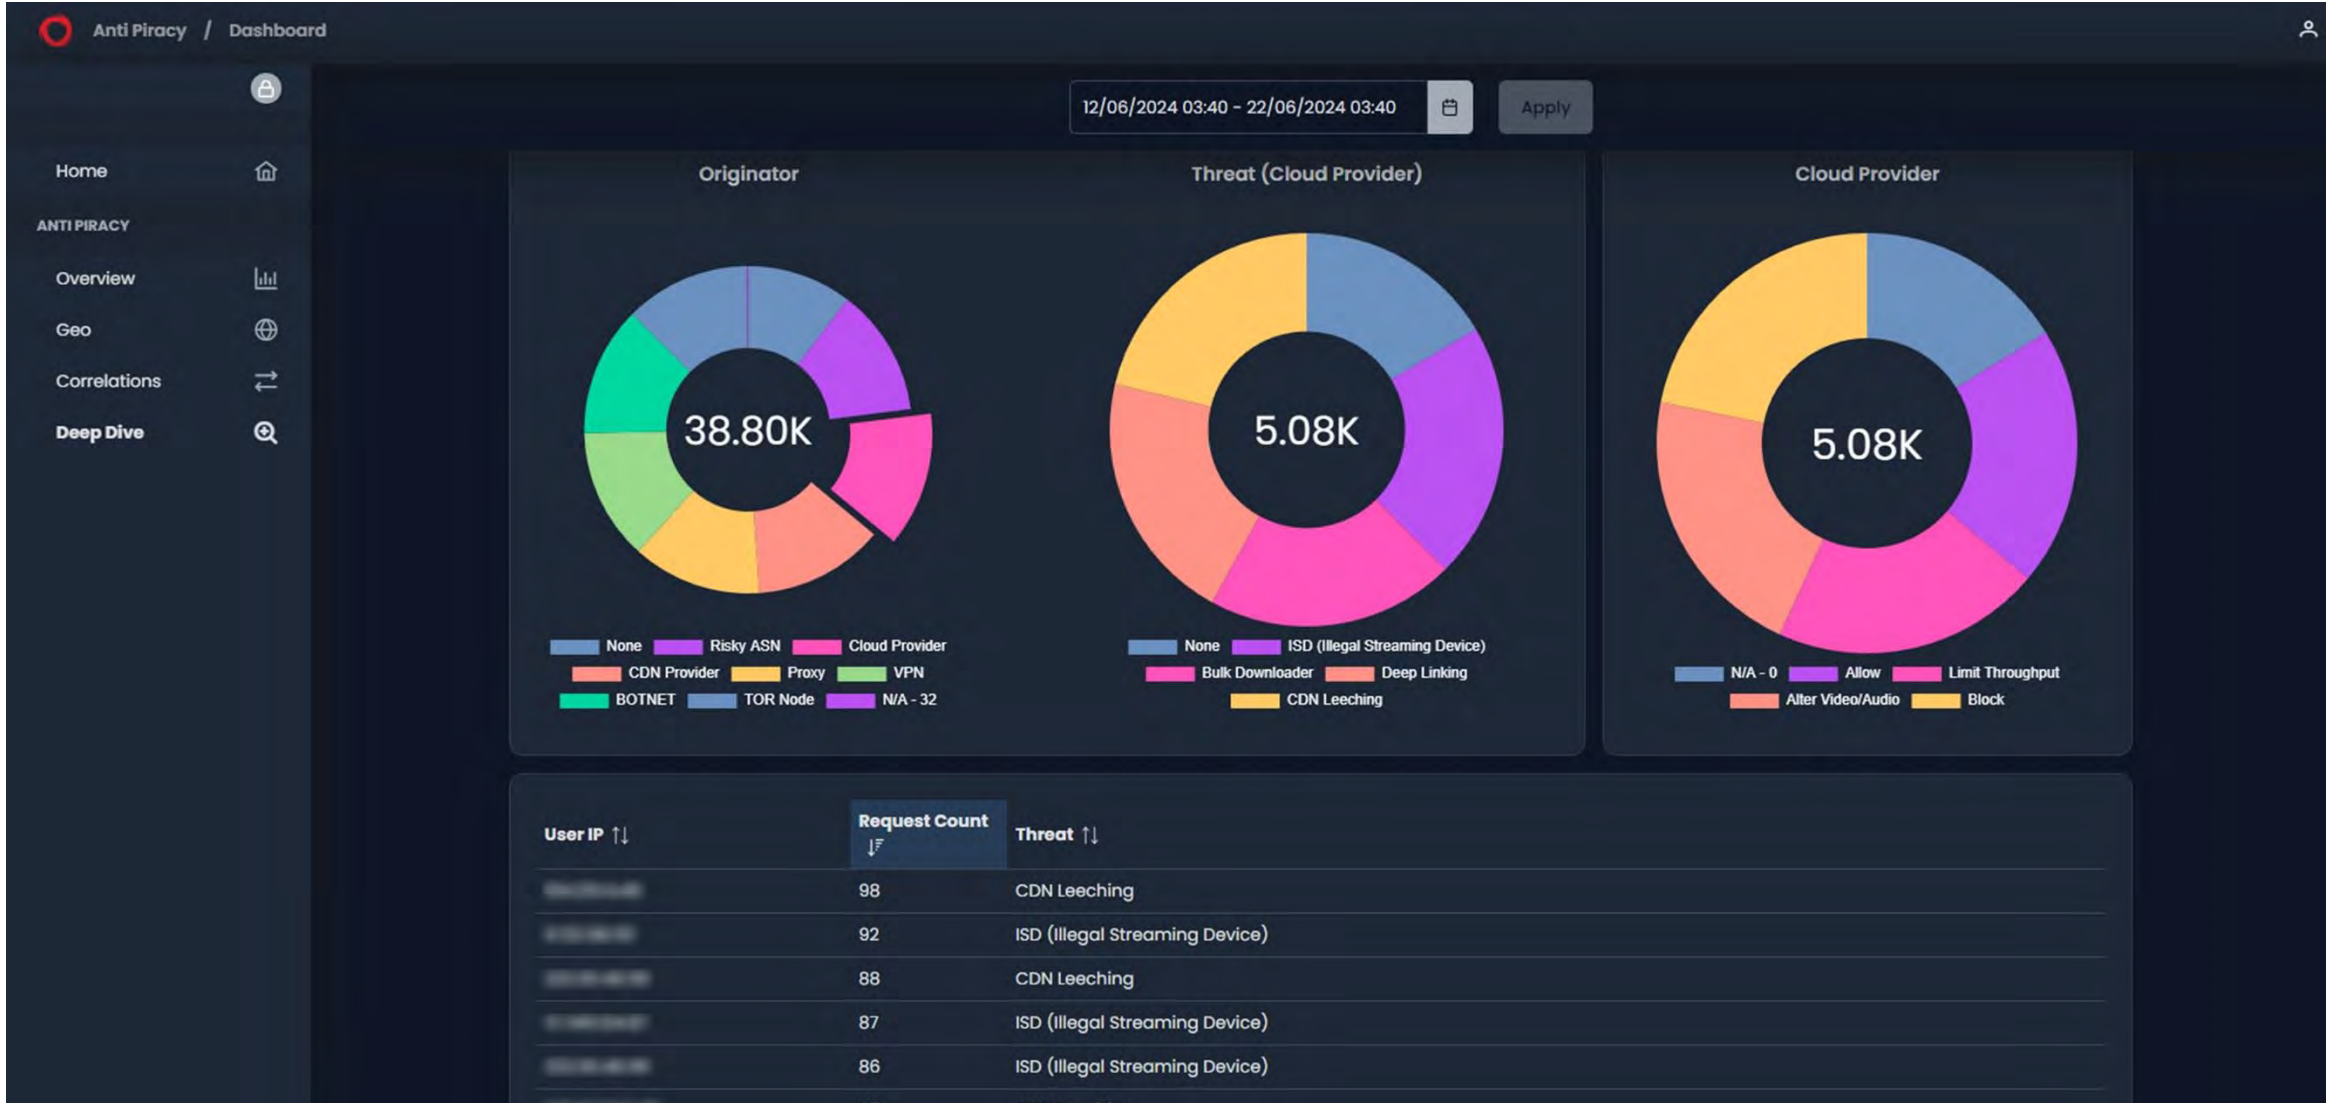 Anti Piracy / Dashboard
12/06/2024 03:40 - 22/06/2024 03:40
Apply
Home
ANTI PIRACY
Overview
Geo
Correlations
Deep Dive
Originator
38.80K
None Risky ASN Cloud Provider
CDN Provider Proxy VPN
BOTNET TOR Node N/A - 32
Threat (Cloud Provider)
5.08K
None ISD (Illegal Streaming Device)
Bulk Downloader Deep Linking
CDN Leeching
Cloud Provider
5.08K
N/A - 0 Allow Limit Throughput
Alter Video/Audio Block
User IP Request Count Threat
98 CDN Leeching
92 ISD (Illegal Streaming Device)
88 CDN Leeching
87 ISD (Illegal Streaming Device)
86 ISD (Illegal Streaming Device)